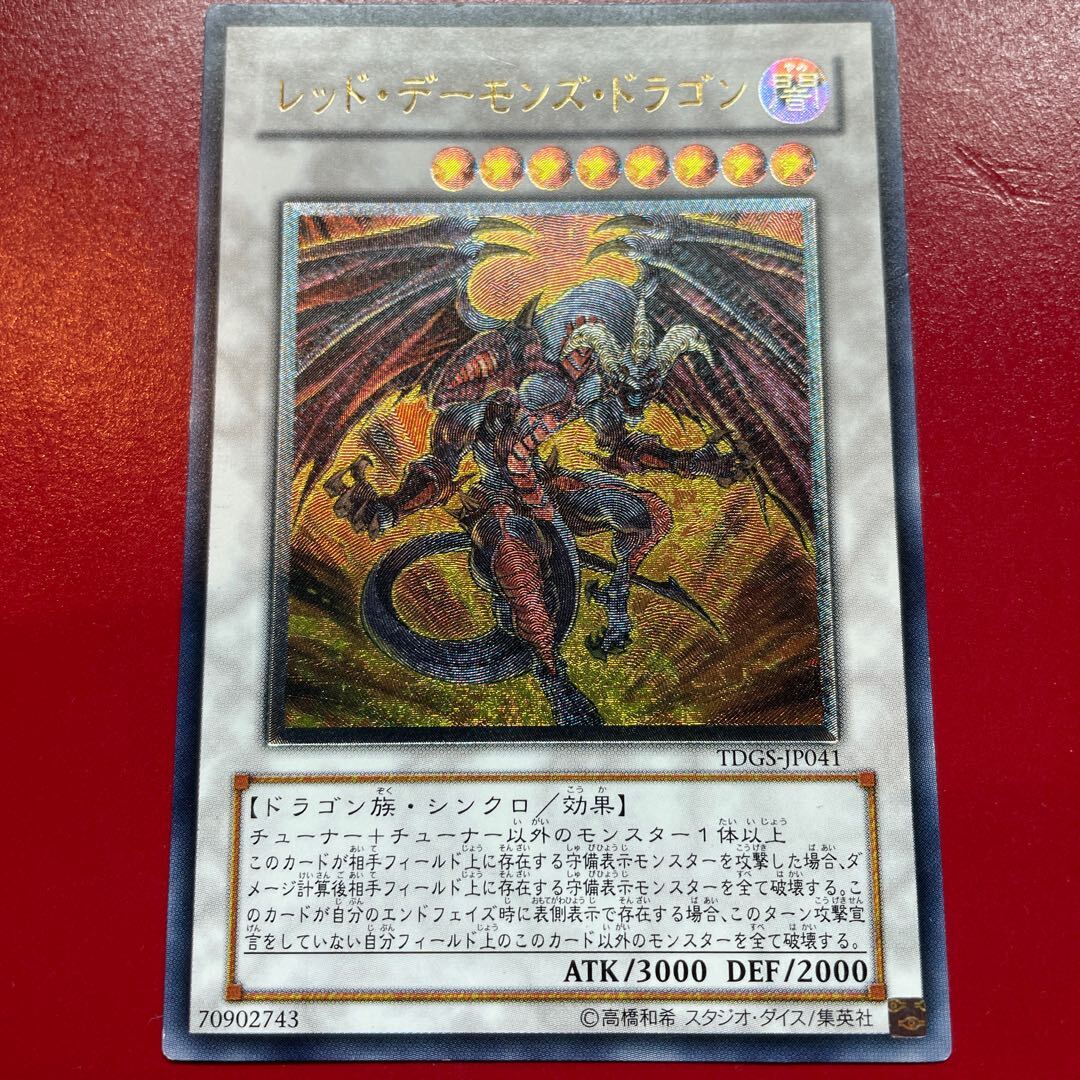 レッド・デーモンズ・ドラゴン 闇
TDGS-JP041
【ドラゴン族・シンクロ／効果】
チューナー＋チューナー以外のモンスター１体以上
このカードが相手フィールド上に存在する守備表示モンスターを攻撃した場合、ダ
メージ計算後相手フィールド上に存在する守備表示モンスターを全て破壊する。こ
のカードが自分のエンドフェイズ時に表側表示で存在する場合、このターン攻撃宣
言をしていない自分フィールド上のこのカード以外のモンスターを全て破壊する。
ATK/3000 DEF/2000
70902743 ©高橋和希 スタジオ・ダイス/集英社